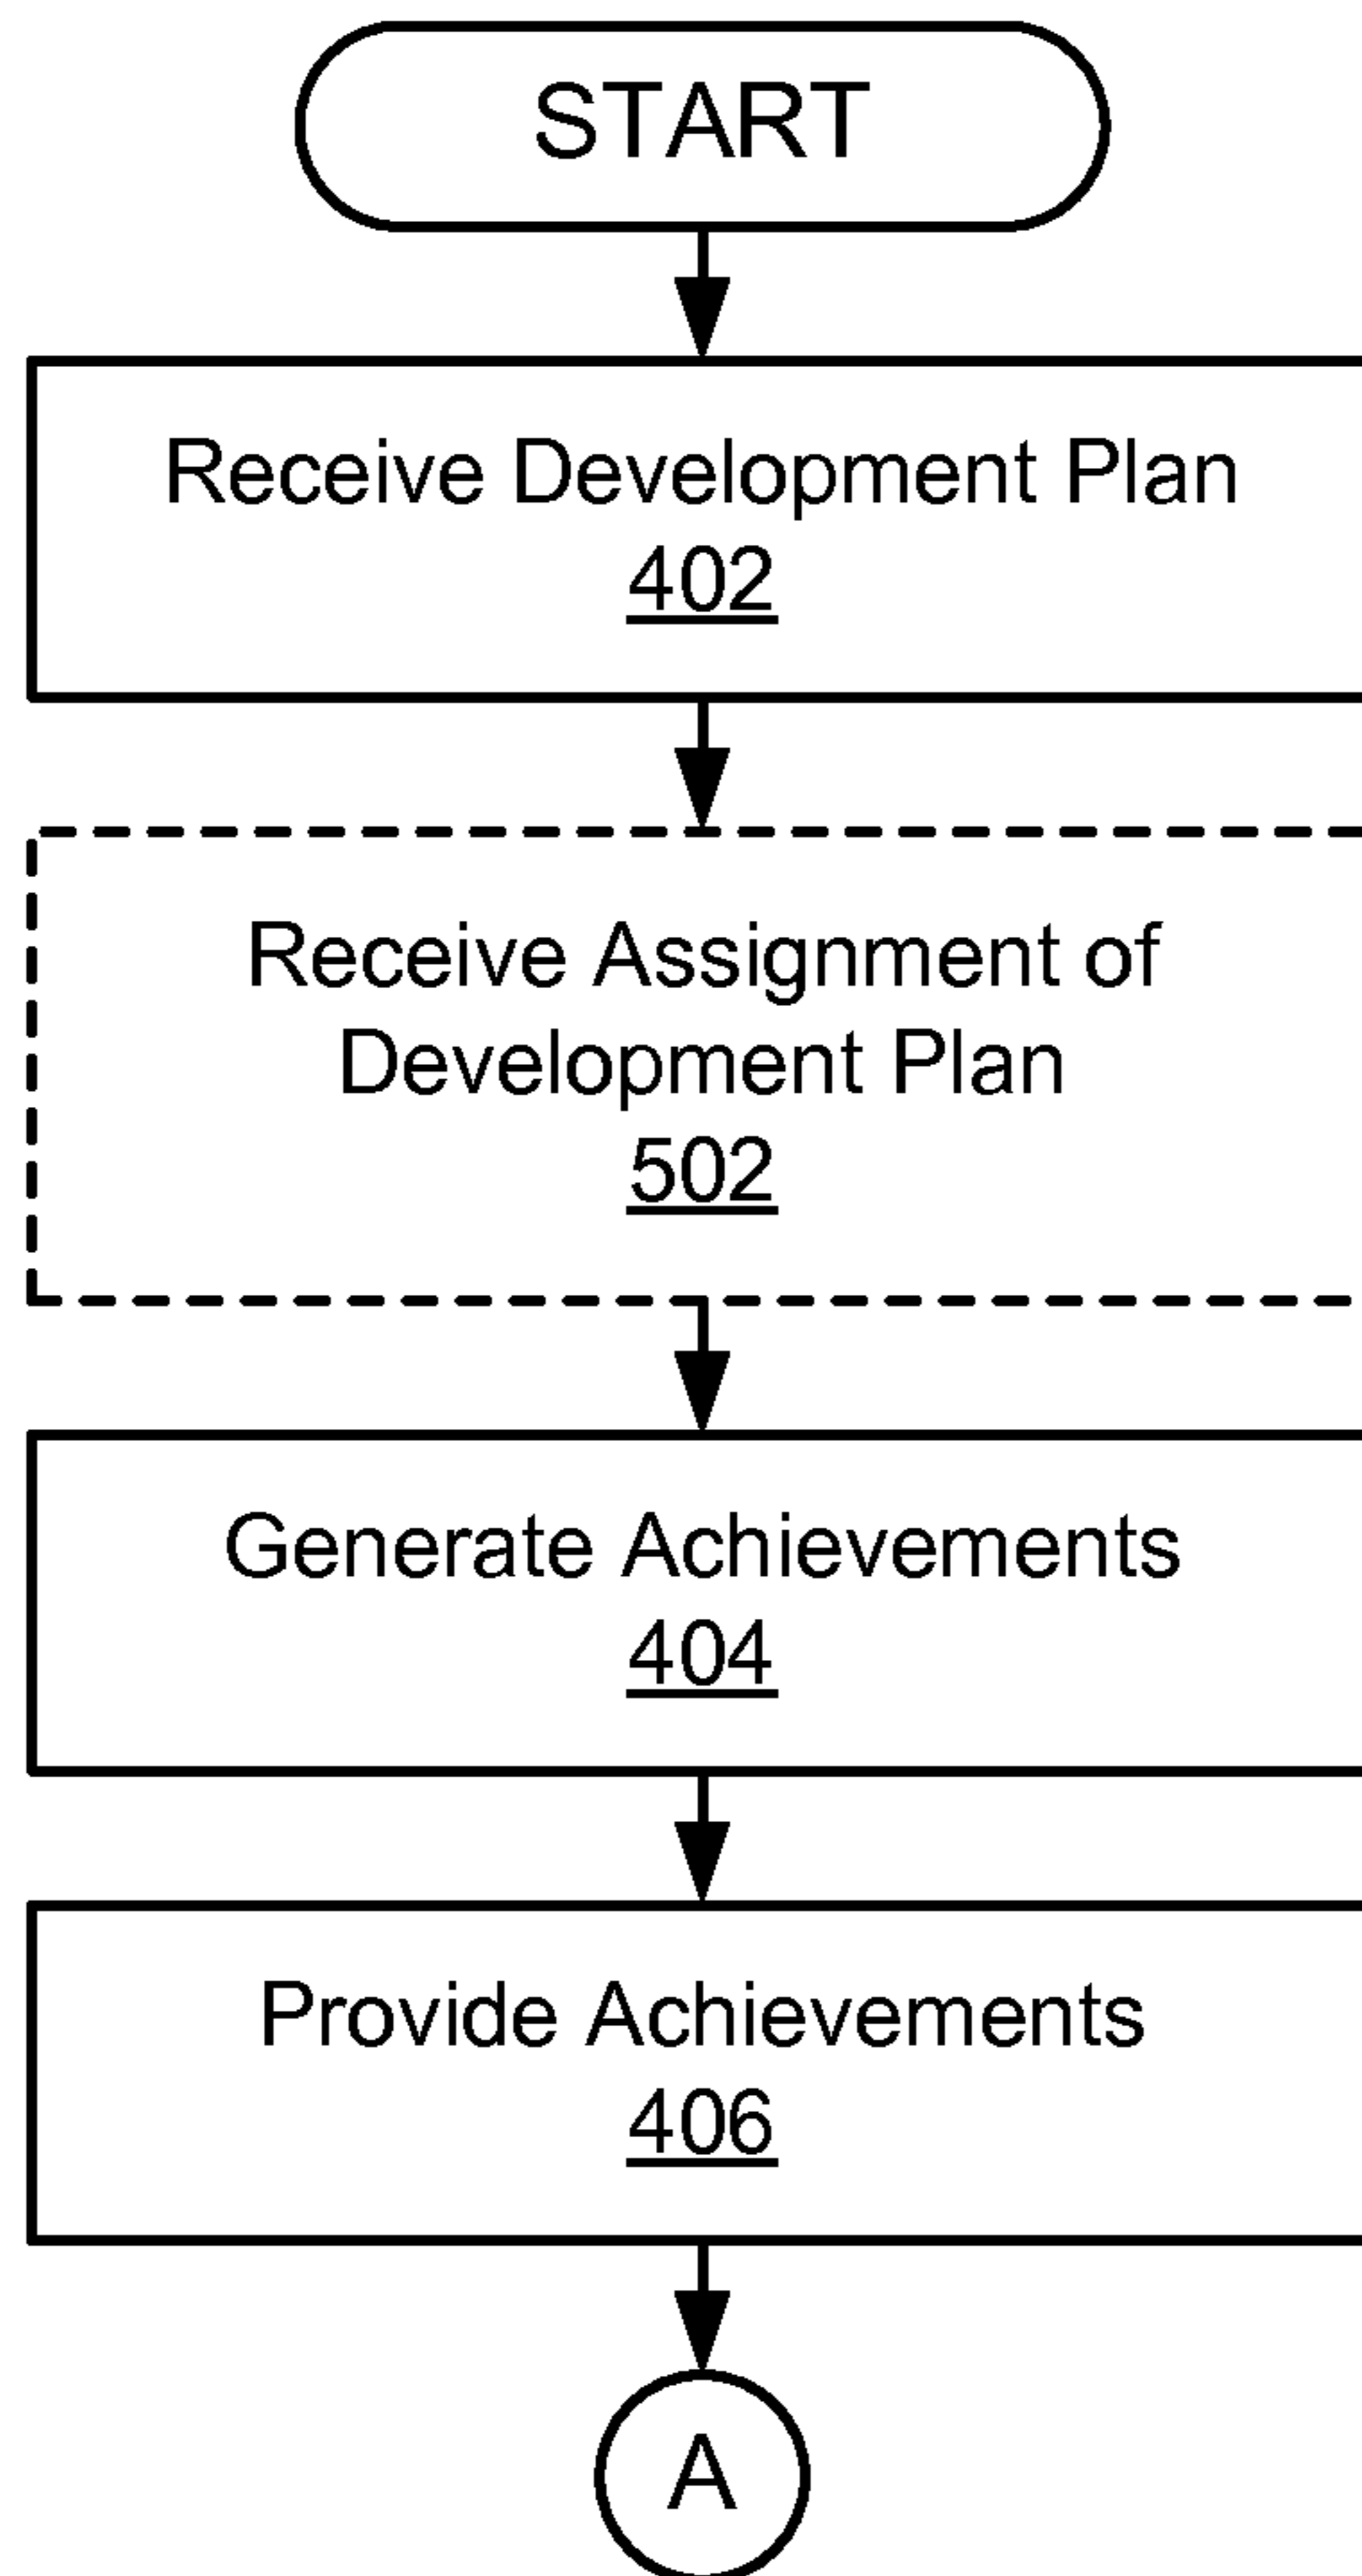 START
Receive Development Plan
402
Receive Assignment of
Development Plan
502
Generate Achievements
404
Provide Achievements
406
A